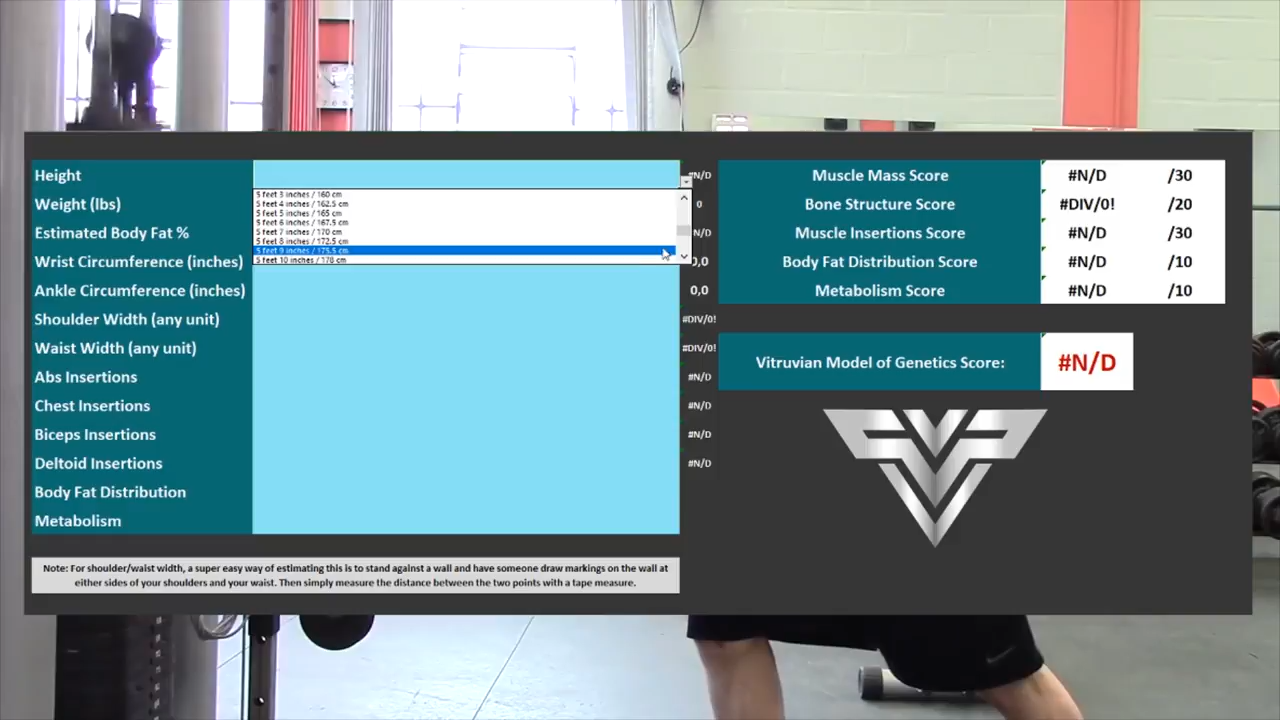 Height
#N/D
5 feet 3 inches / 160 cm
5 feet 4 inches / 162.5 cm
5 feet 5 inches / 165 cm
5 feet 6 inches / 167.5 cm
5 feet 7 inches / 170 cm
5 feet 8 inches / 172.5 cm
5 feet 9 inches / 175.5 cm
5 feet 10 inches / 178 cm
Weight (lbs)
0
Estimated Body Fat %
N/D
Wrist Circumference (inches)
0,0
Ankle Circumference (inches)
0,0
Shoulder Width (any unit)
#DIV/0!
Waist Width (any unit)
#DIV/0!
Abs Insertions
#N/D
Chest Insertions
#N/D
Biceps Insertions
#N/D
Deltoid Insertions
#N/D
Body Fat Distribution
Metabolism
Note: For shoulder/waist width, a super easy way of estimating this is to stand against a wall and have someone draw markings on the wall at
either sides of your shoulders and your waist. Then simply measure the distance between the two points with a tape measure.
Muscle Mass Score #N/D /30
Bone Structure Score #DIV/0! /20
Muscle Insertions Score #N/D /30
Body Fat Distribution Score #N/D /10
Metabolism Score #N/D /10
Vitruvian Model of Genetics Score: #N/D